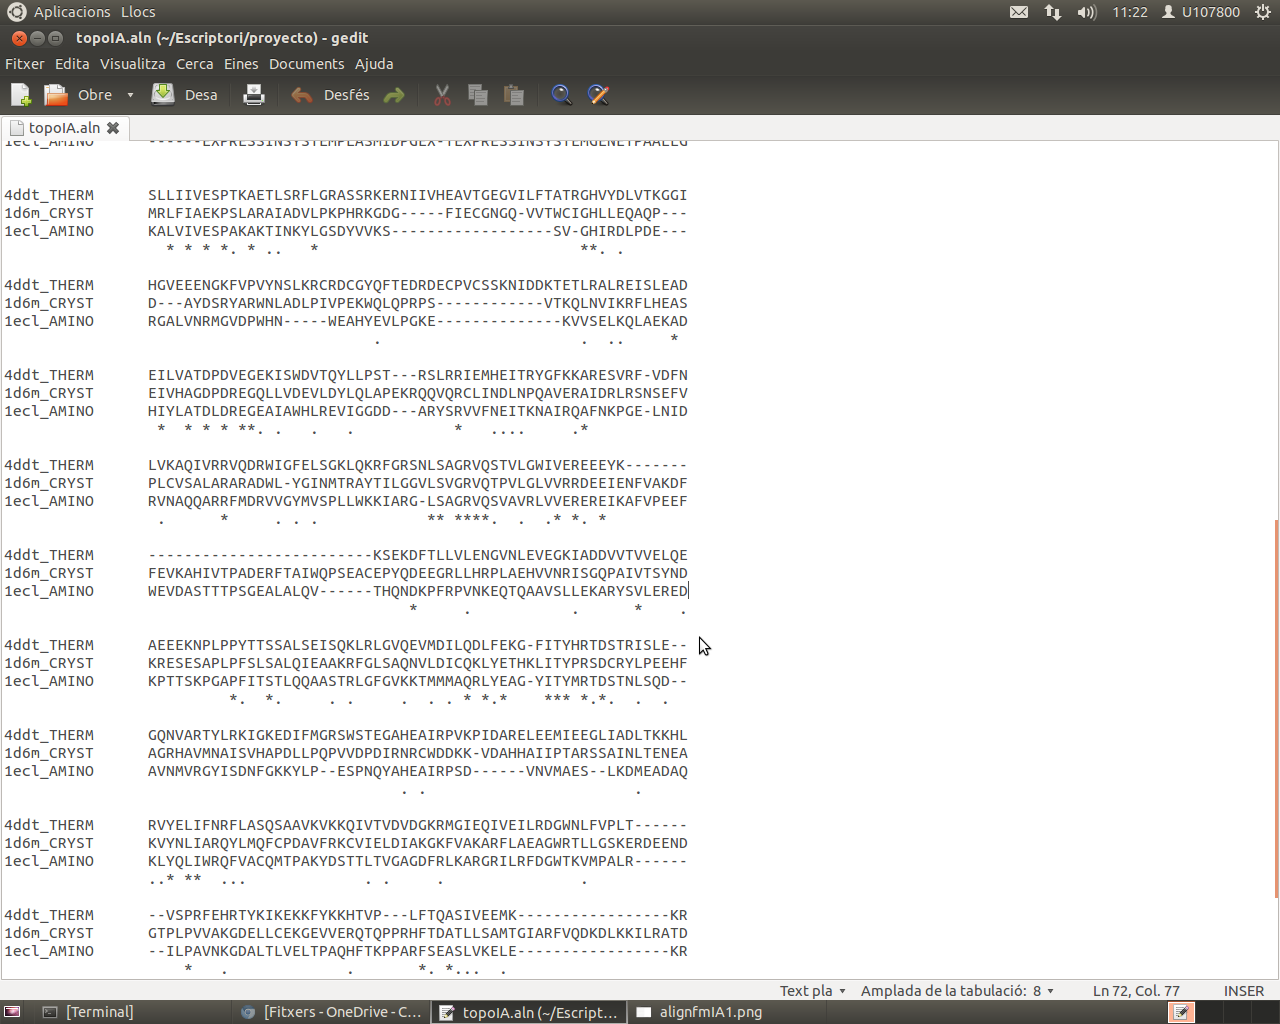 Aplicacions Llocs 11:22 U107800
topoIA.aln (~/Escriptori/proyecto) - gedit
Fitxer Edita Visualitza Cerca Eines Documents Ajuda
Obre Desa Desfés
topoIA.aln
1ecl_AMINO ------EXPRESSINSYSTEMPLASMIDPGEX-TEXPRESSINSYSTEMGENETPAALEG
4ddt_THERM SLLIIVESPTKAETLSRFLGRASSRKERNIIVHEAVTGEGVILFTATRGHVYDLVTKGGI
1d6m_CRYST MRLFIAEKPSLARAIADVLPKPHRKGDG-----FIECGNGQ-VVTWCIGHLLEQAQP---
1ecl_AMINO KALVIVESPAKAKTINKYLGSDYVVKS------------------SV-GHIRDLPDE---
* * * *. * .. * **. .
4ddt_THERM HGVEEENGKFVPVYNSLKRCRDCGYQFTEDRDECPVCSSKNIDDKTETLRALREISLEAD
1d6m_CRYST D---AYDSRYARWNLADLPIVPEKWQLQPRPS------------VTKQLNVIKRFLHEAS
1ecl_AMINO RGALVNRMGVDPWHN-----WEAHYEVLPGKE--------------KVVSELKQLAEKAD
. . .. *
4ddt_THERM EILVATDPDVEGEKISWDVTQYLLPST---RSLRRIEMHEITRYGFKKARESVRF-VDFN
1d6m_CRYST EIVHAGDPDREGQLLVDEVLDYLQLAPEKRQQVQRCLINDLNPQAVERAIDRLRSNSEFV
1ecl_AMINO HIYLATDLDREGEAIAWHLREVIGGDD---ARYSRVVFNEITKNAIRQAFNKPGE-LNID
* * * * **. . . . * .... .*
4ddt_THERM LVKAQIVRRVQDRWIGFELSGKLQKRFGRSNLSAGRVQSTVLGWIVEREEEYK-------
1d6m_CRYST PLCVSALARARADWL-YGINMTRAYTILGGVLSVGRVQTPVLGLVVRRDEEIENFVAKDF
1ecl_AMINO RVNAQQARRFMDRVVGYMVSPLLWKKIARG-LSAGRVQSVAVRLVVEREREIKAFVPEEF
. * . . . ** ****. . .* *. *
4ddt_THERM -------------------------KSEKDFTLLVLENGVNLEVEGKIADDVVTVVELQE
1d6m_CRYST FEVKAHIVTPADERFTAIWQPSEACEPYQDEEGRLLHRPLAEHVVNRISGQPAIVTSYND
1ecl_AMINO WEVDASTTTPSGEALALQV------THQNDKPFRPVNKEQTQAAVSLLEKARYSVLERED
* . . * .
4ddt_THERM AEEEKNPLPPYTTSSALSEISQKLRLGVQEVMDILQDLFEKG-FITYHRTDSTRISLE--
1d6m_CRYST KRESESAPLPFSLSALQIEAAKRFGLSAQNVLDICQKLYETHKLITYPRSDCRYLPEEHF
1ecl_AMINO KPTTSKPGAPFITSTLQQAASTRLGFGVKKTMMMAQRLYEAG-YITYMRTDSTNLSQD--
*. *. . . . . . * *.* *** *.*. . .
4ddt_THERM GQNVARTYLRKIGKEDIFMGRSWSTEGAHEAIRPVKPIDARELEEMIEEGLIADLTKKHL
1d6m_CRYST AGRHAVMNAISVHAPDLLPQPVVDPDIRNRCWDDKK-VDAHHAIIPTARSSAINLTENEA
1ecl_AMINO AVNMVRGYISDNFGKKYLP--ESPNQYAHEAIRPSD------VNVMAES--LKDMEADAQ
. . .
4ddt_THERM RVYELIFNRFLASQSAAVKVKKQIVTVDVDGKRMGIEQIVEILRDGWNLFVPLT------
1d6m_CRYST KVYNLIARQYLMQFCPDAVFRKCVIELDIAKGKFVAKARFLAEAGWRTLLGSKERDEEND
1ecl_AMINO KLYQLIWRQFVACQMTPAKYDSTTLTVGAGDFRLKARGRILRFDGWTKVMPALR------
..* ** ... . . . .
4ddt_THERM --VSPRFEHRTYKIKEKKFYKKHTVP---LFTQASIVEEMK-----------------KR
1d6m_CRYST GTPLPVVAKGDELLCEKGEVVERQTQPPRHFTDATLLSAMTGIARFVQDKDLKKILRATD
1ecl_AMINO --ILPAVNKGDALTLVELTPAQHFTKPPARFSEASLVKELE-----------------KR
* . . *. *... .
Text pla Amplada de la tabulació: 8 Ln 72, Col. 77 INSER
[Terminal] [Fitxers - OneDrive - C... topoIA.aln (~/Escript... alignfmIA1.png